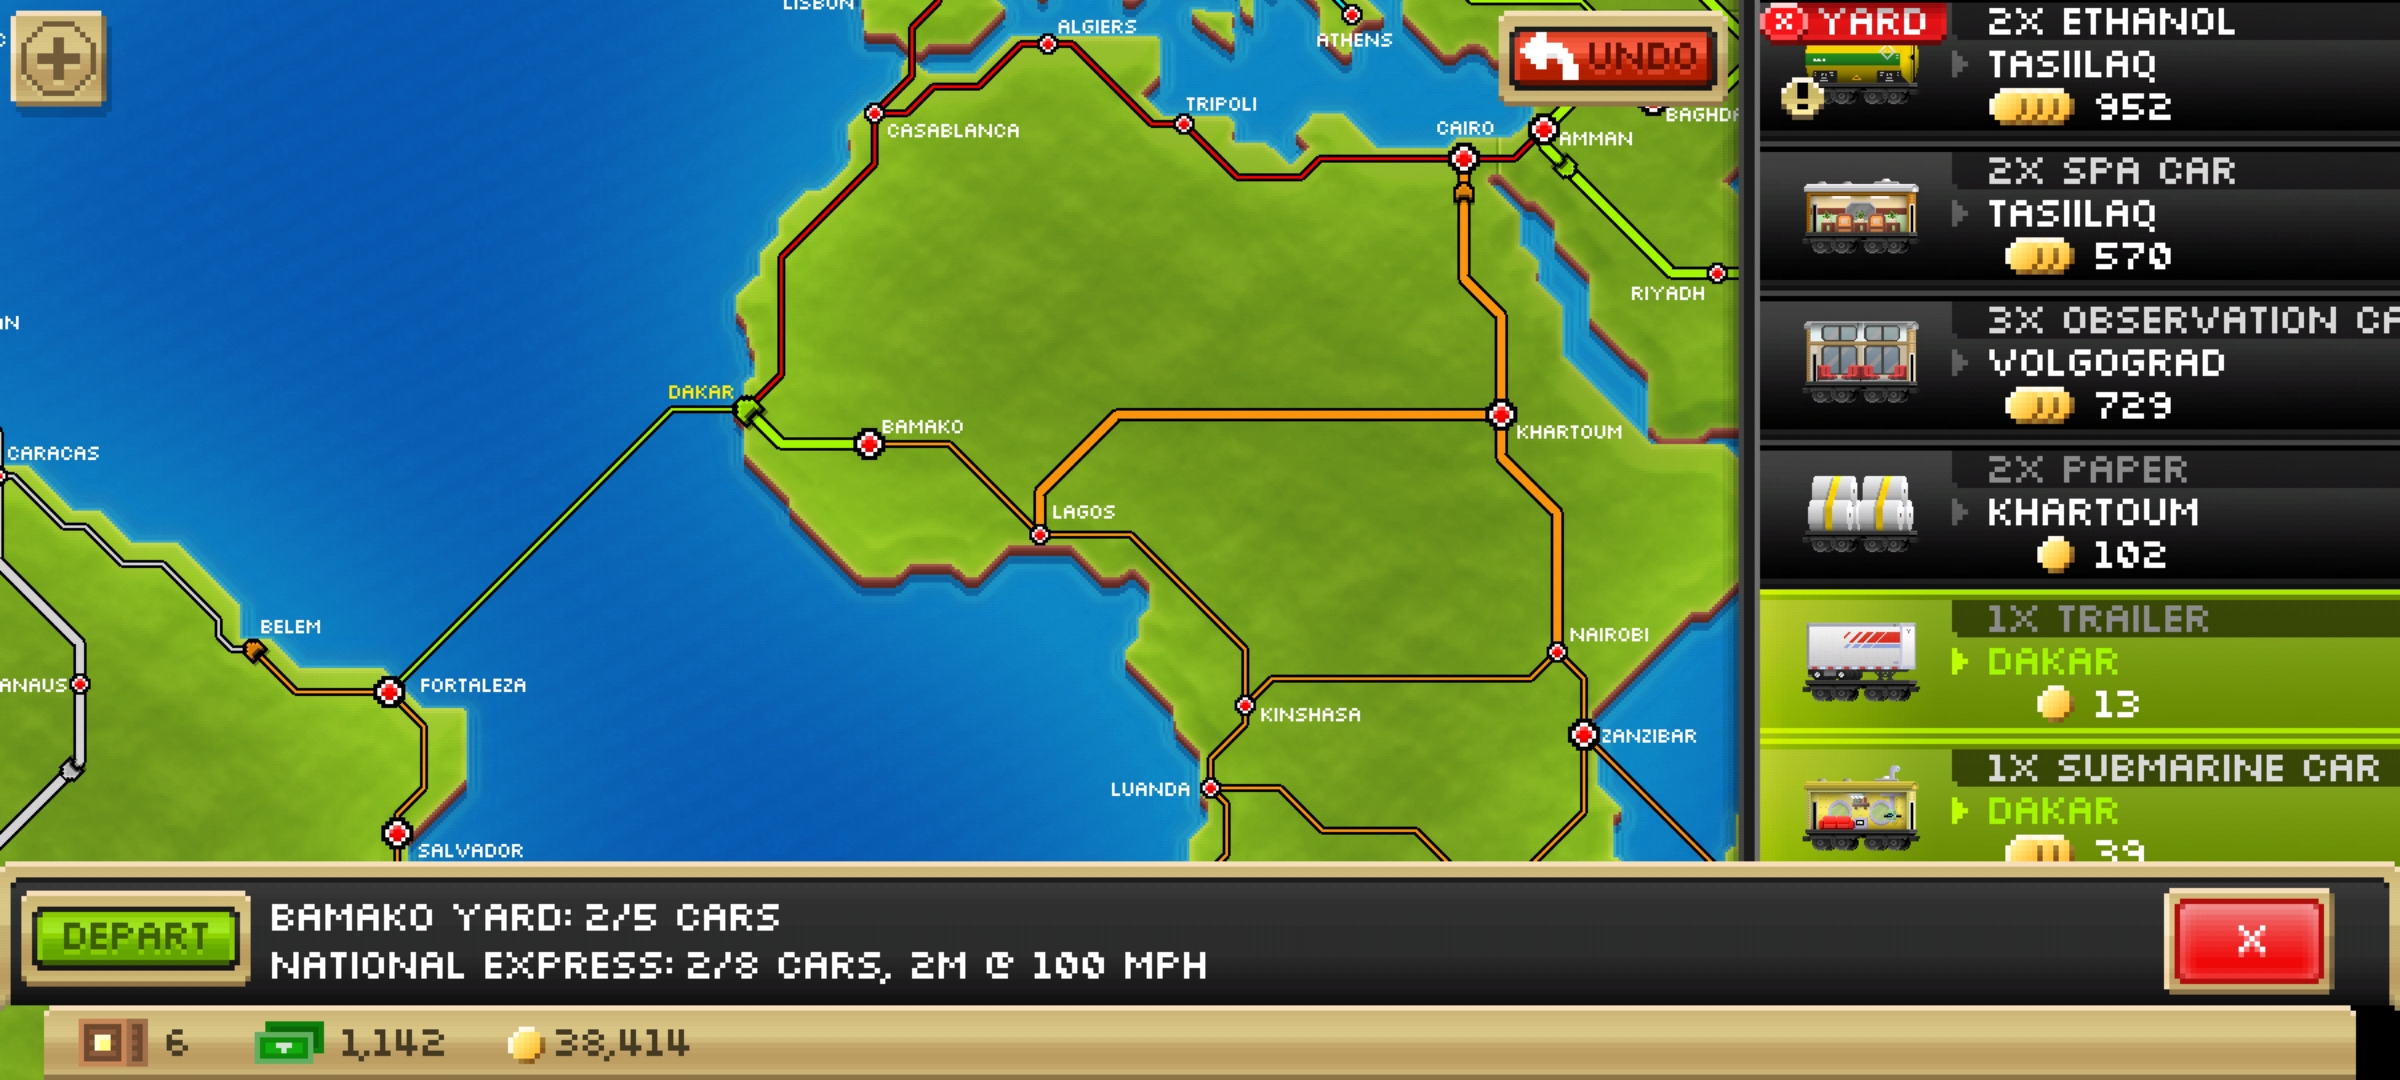 LISBON
ALGIERS
ATHENS
UNDO
TRIPOLI
CASABLANCA
CAIRO
AMMAN
BAGHD
RIYADH
AN
DAKAR
BAMAKO
KHARTOUM
CARACAS
LAGOS
BELEM
NAIROBI
ANAUS
FORTALEZA
KINSHASA
ZANZIBAR
LUANDA
SALVADOR
YARD
2X ETHANOL
TASIILAQ
952
2X SPA CAR
TASIILAQ
570
3X OBSERVATION CA
VOLGOGRAD
729
2X PAPER
KHARTOUM
102
1X TRAILER
DAKAR
13
1X SUBMARINE CAR
DAKAR
39
DEPART
BAMAKO YARD: 2/5 CARS
NATIONAL EXPRESS: 2/8 CARS, 2M @ 100 MPH
X
6
1,142
38,414